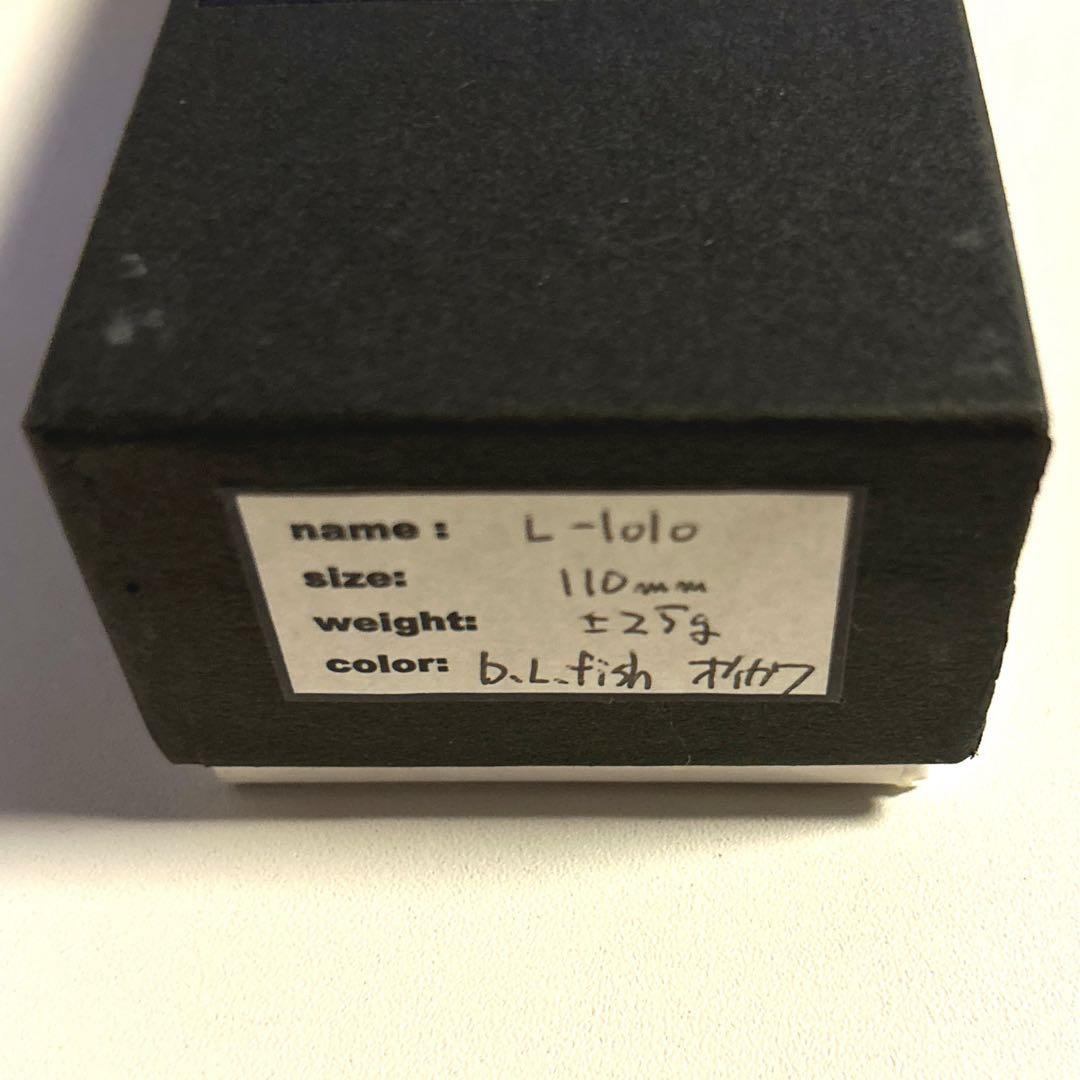 name : L-lolo
size: 110mm
weight: ±25g
color: b.L.fish オイカワ